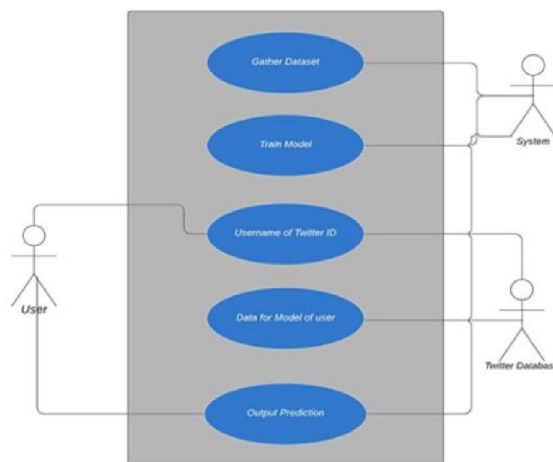 Gather Dataset
System
Train Model
Username of Twitter ID
User
Data for Model of user
Twitter Databas
Output Prediction